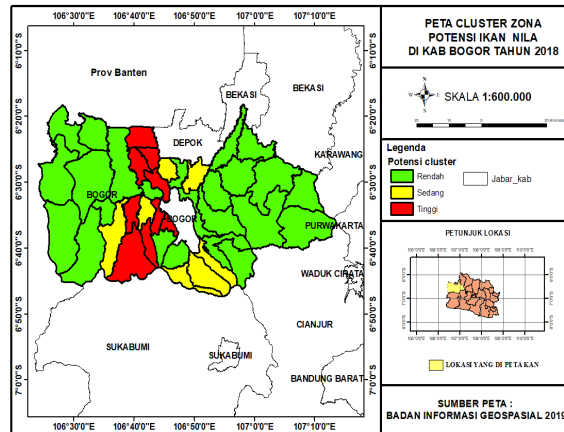 106°30'0"S 106°40'0"S 106°50'0"S 107°0'0"S 107°10'0"S
6°10'0"S
6°20'0"S
6°30'0"S
6°40'0"S
6°50'0"S
7°0'0"S
Prov Banten
BEKASI
BEKASI
DEPOK
KARAWANG
BOGOR
BOGOR
PURWAKARTA
WADUK CIRATA
CIANJUR
SUKABUMI
SUKABUMI
BANDUNG BARAT
106°30'0"S 106°40'0"S 106°50'0"S 107°0'0"S 107°10'0"S
PETA CLUSTER ZONA
POTENSI IKAN NILA
DI KAB BOGOR TAHUN 2018
SKALA 1:600.000
Legenda
Potensi cluster
Rendah
Sedang
Tinggi
Jabar_kab
PETUNJUK LOKASI
LOKASI YANG DI PETAKAN
SUMBER PETA :
BADAN INFORMASI GEOSPASIAL 2019